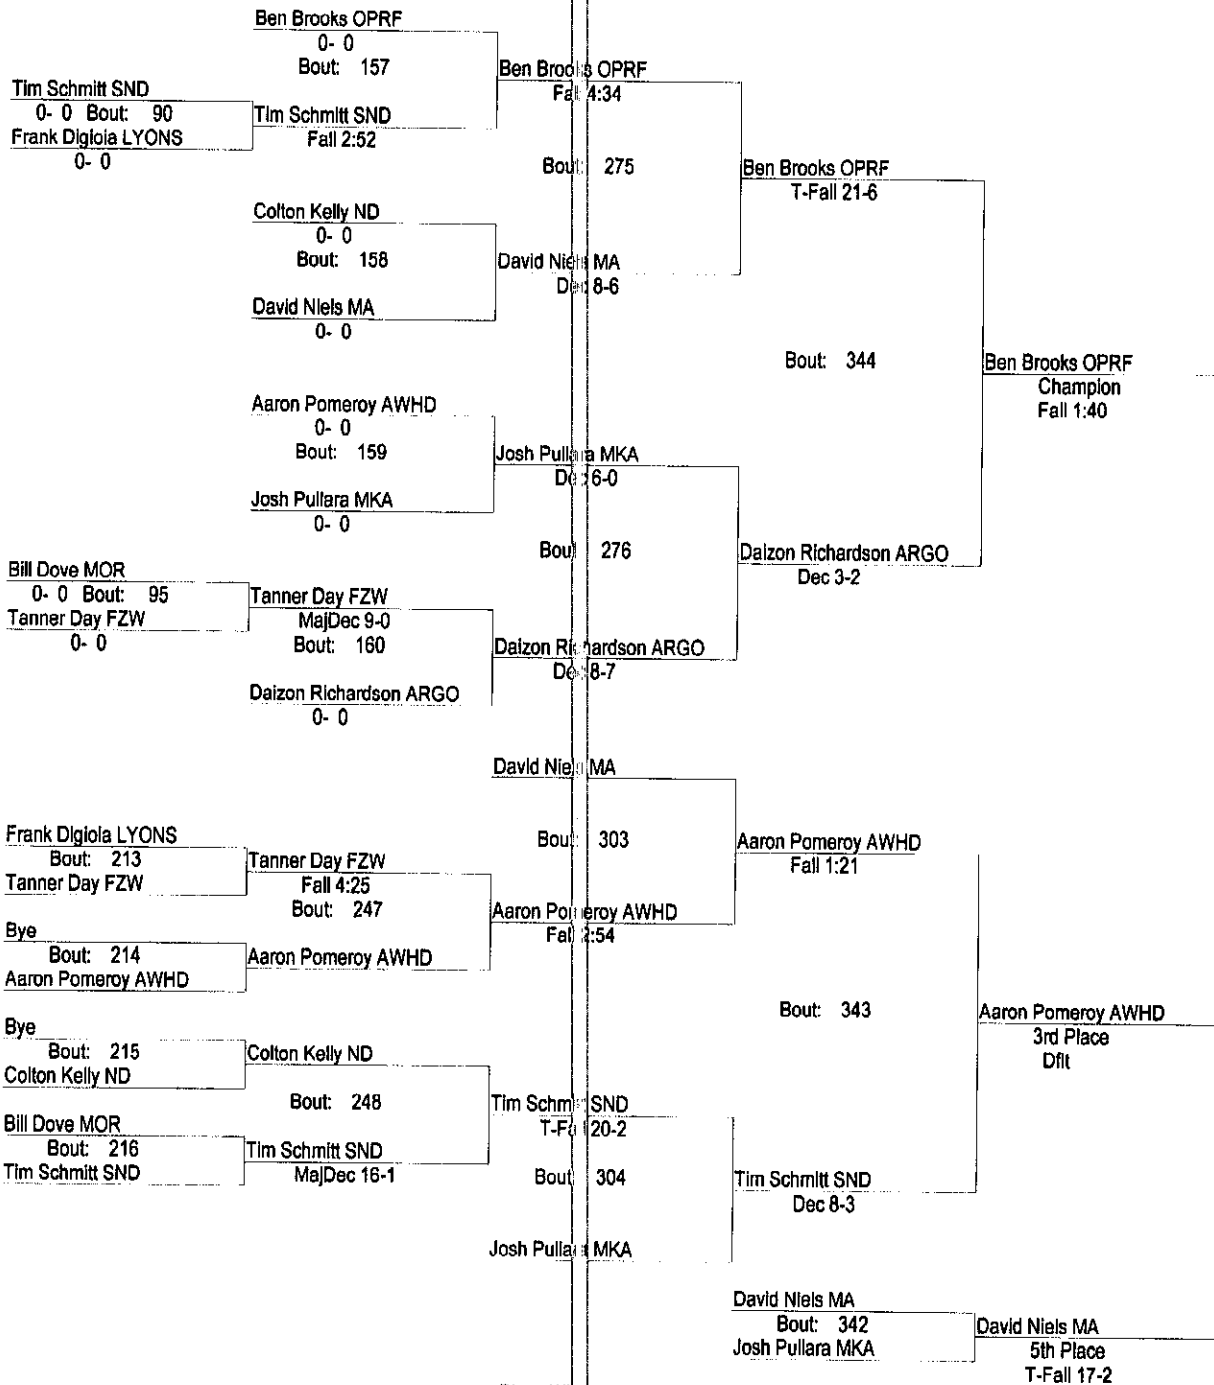 Ben Brooks OPRF
0- 0
Bout: 157
Ben Brooks OPRF
Fall 4:34
Tim Schmitt SND
0- 0 Bout: 90
Tim Schmitt SND
Fall 2:52
Frank Digioia LYONS
0- 0
Bout: 275
Ben Brooks OPRF
T-Fall 21-6
Colton Kelly ND
0- 0
Bout: 158
David Niels MA
Dec 8-6
David Niels MA
0- 0
Bout: 344
Ben Brooks OPRF
Champion
Fall 1:40
Aaron Pomeroy AWHD
0- 0
Bout: 159
Josh Pullara MKA
Dec 6-0
Josh Pullara MKA
0- 0
Bout: 276
Daizon Richardson ARGO
Dec 3-2
Bill Dove MOR
0- 0 Bout: 95
Tanner Day FZW
MajDec 9-0
Tanner Day FZW
0- 0
Bout: 160
Daizon Richardson ARGO
Dec 8-7
Daizon Richardson ARGO
0- 0
David Niels MA
Frank Digioia LYONS
Bout: 213
Bout: 303
Aaron Pomeroy AWHD
Fall 1:21
Tanner Day FZW
Tanner Day FZW
Fall 4:25
Bout: 247
Aaron Pomeroy AWHD
Fall 2:54
Bye
Bout: 214
Aaron Pomeroy AWHD
Aaron Pomeroy AWHD
Bout: 343
Aaron Pomeroy AWHD
3rd Place
Dflt
Bye
Bout: 215
Colton Kelly ND
Colton Kelly ND
Bout: 248
Tim Schmitt SND
T-Fall 20-2
Bill Dove MOR
Bout: 216
Tim Schmitt SND
Tim Schmitt SND
MajDec 16-1
Bout: 304
Tim Schmitt SND
Dec 8-3
Josh Pullara MKA
David Niels MA
Bout: 342
Josh Pullara MKA
David Niels MA
5th Place
T-Fall 17-2